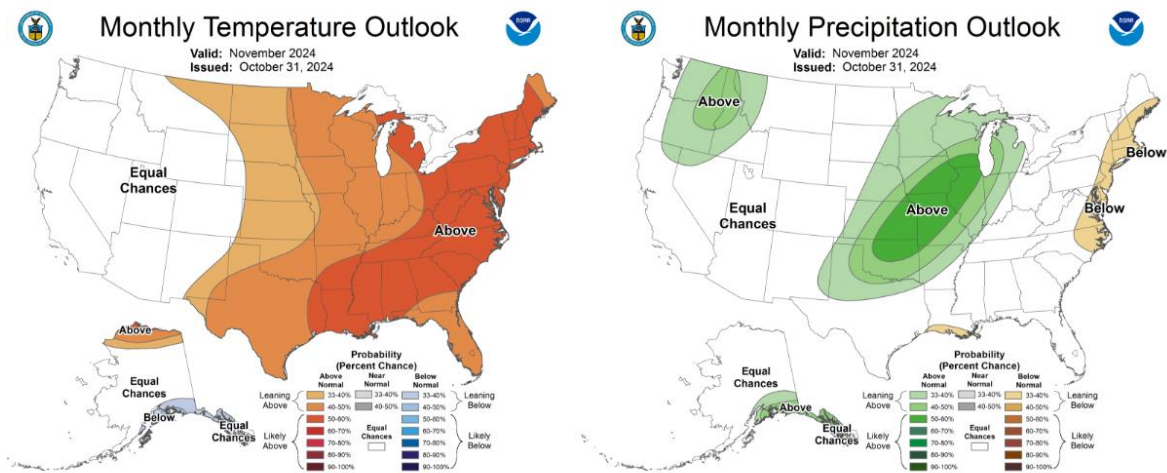 Monthly Temperature Outlook
Valid: November 2024
Issued: October 31, 2024
NOAA
Equal
Chances
Above
Above
Equal
Chances
Below
Equal
Chances
Probability
(Percent Chance)
Above
Normal
Near
Normal
Below
Normal
Leaning
Above
33-40%
33-40%
33-40%
Leaning
Below
40-50%
40-50%
40-50%
Likely
Above
50-60%
50-60%
Likely
Below
60-70%
Equal
Chances
60-70%
70-80%
70-80%
80-90%
80-90%
90-100%
90-100%
Monthly Precipitation Outlook
Valid: November 2024
Issued: October 31, 2024
NOAA
Above
Below
Below
Equal
Chances
Above
Equal
Chances
Above
Equal
Chances
Probability
(Percent Chance)
Above
Normal
Near
Normal
Below
Normal
Leaning
Above
33-40%
33-40%
33-40%
Leaning
Below
40-50%
40-50%
40-50%
Likely
Above
50-60%
50-60%
Likely
Below
60-70%
Equal
Chances
60-70%
70-80%
70-80%
80-90%
80-90%
90-100%
90-100%